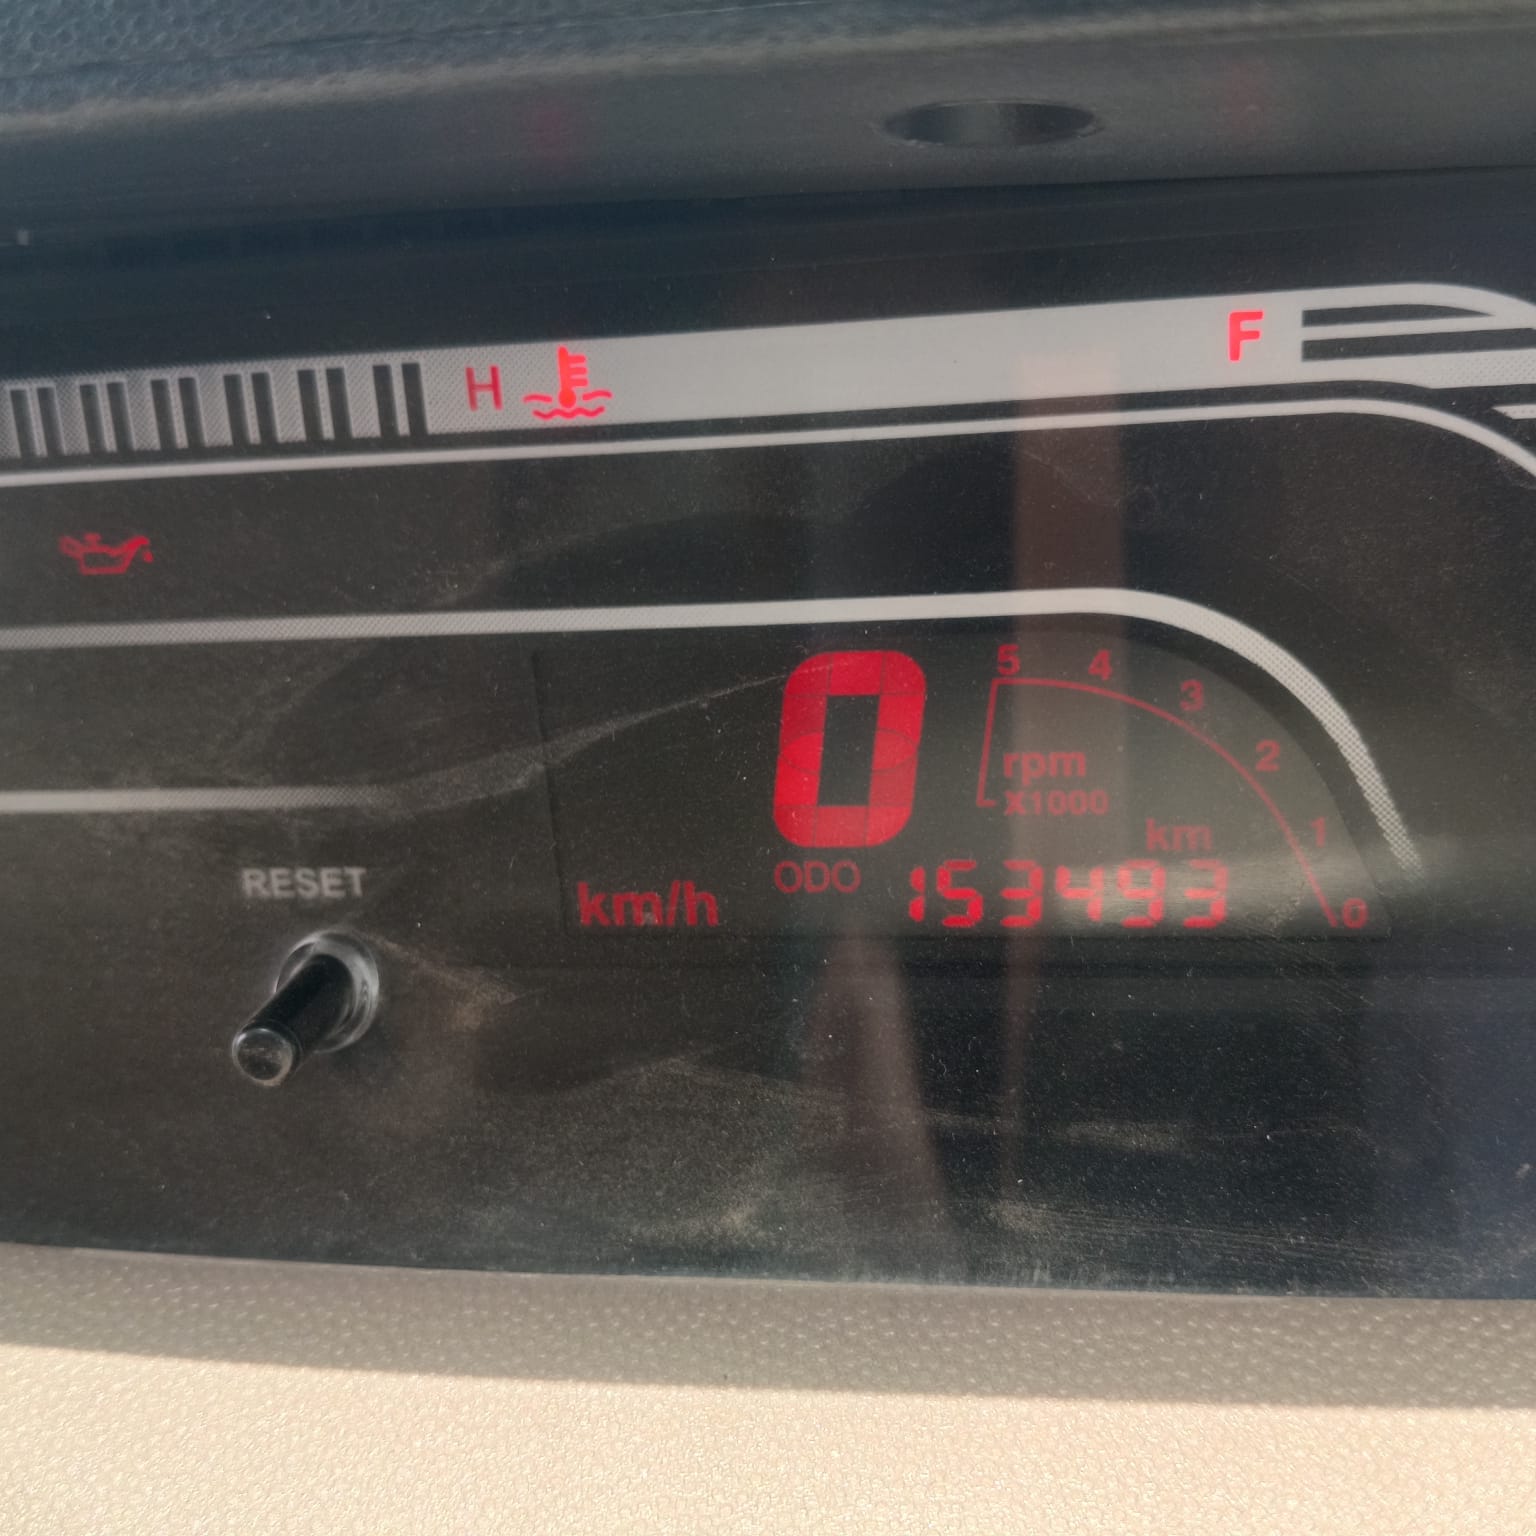 H
F
5 4 3 2 1 0
rpm
X1000
0
km
km/h
ODO 153493
RESET